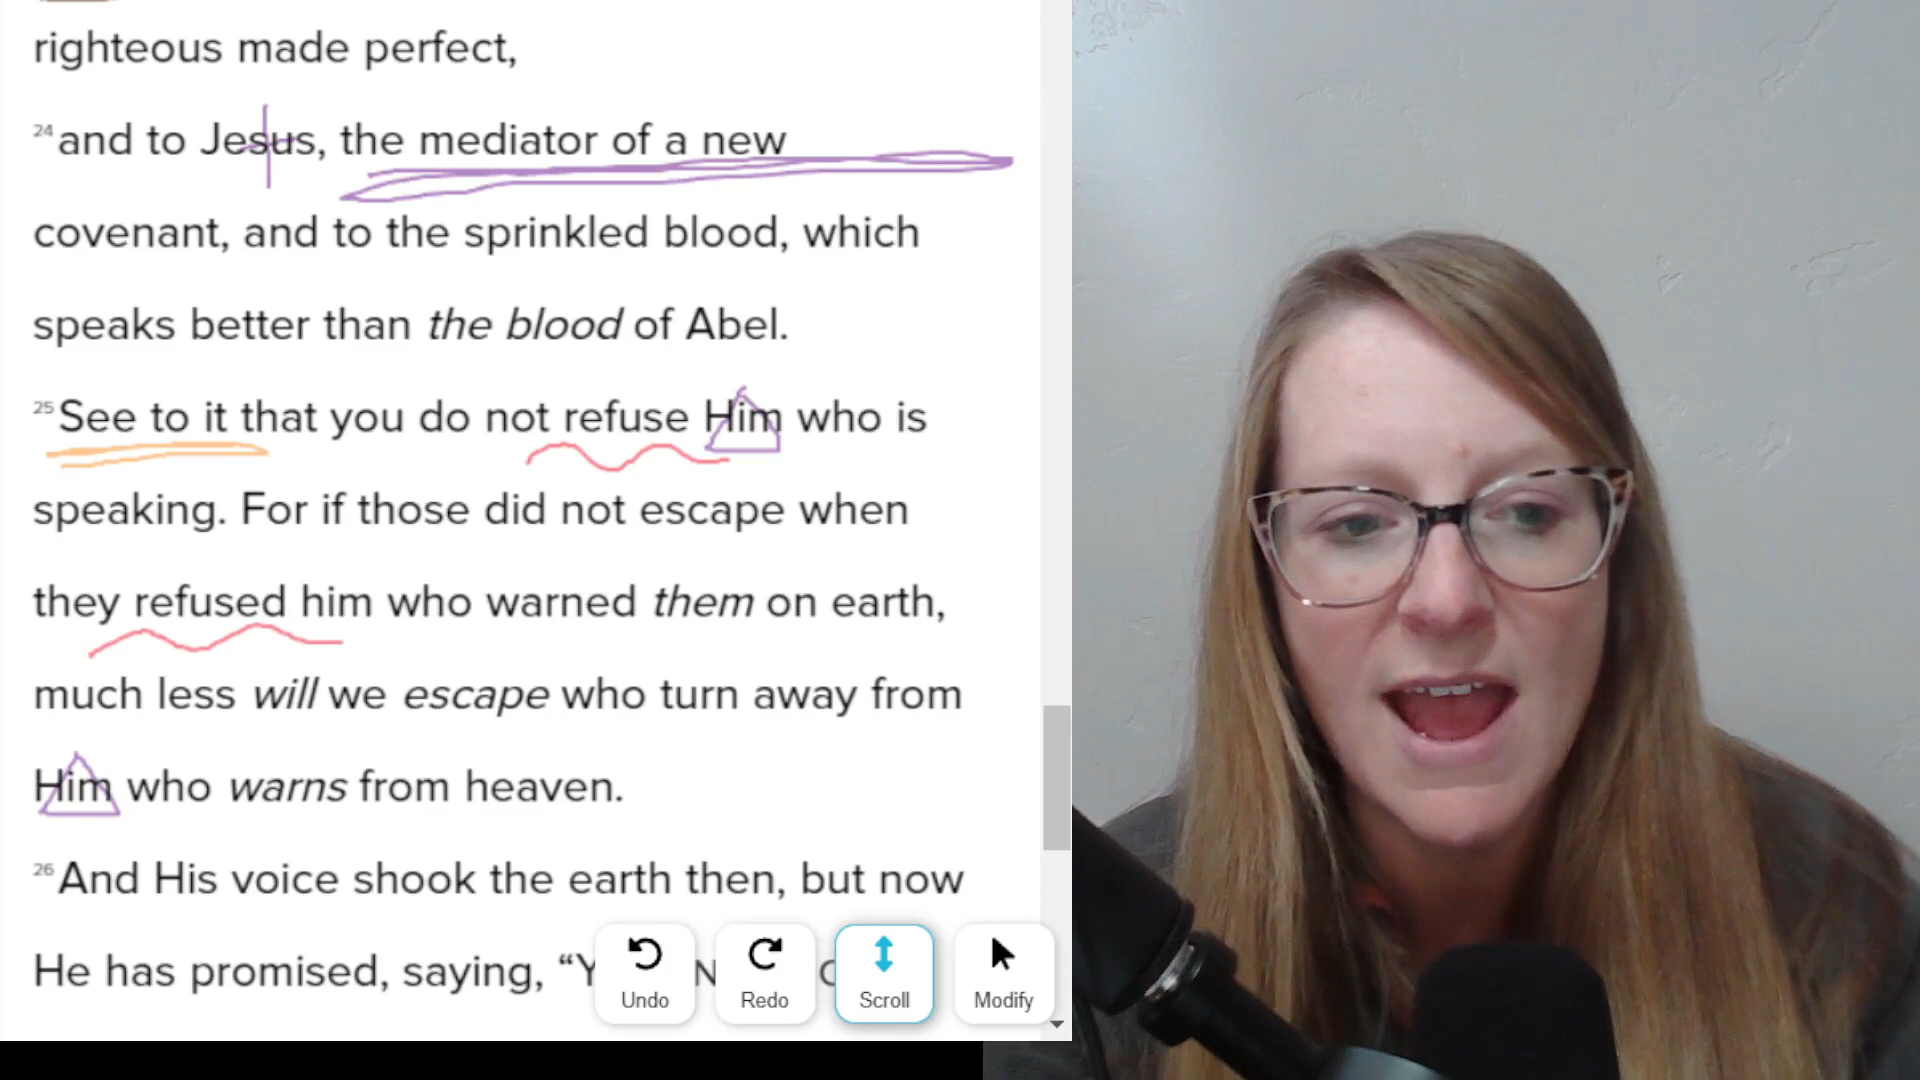 righteous made perfect,
24 and to Jesus, the mediator of a new
covenant, and to the sprinkled blood, which
speaks better than the blood of Abel.
25 See to it that you do not refuse Him who is
speaking. For if those did not escape when
they refused him who warned them on earth,
much less will we escape who turn away from
Him who warns from heaven.
26 And His voice shook the earth then, but now
He has promised, saying, “Y N
Undo Redo Scroll Modify